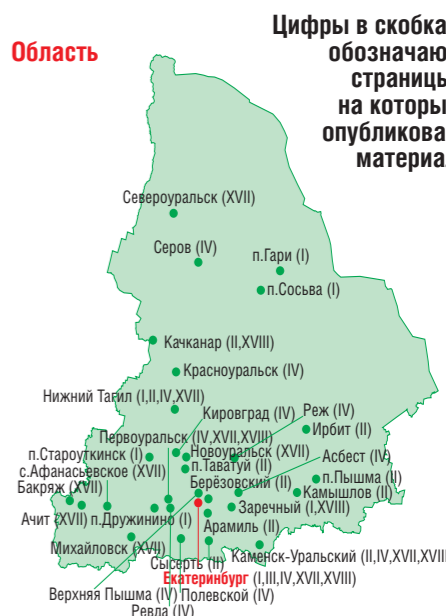 Область
Цифры в скобка
обозначаю
страницы
на которы
опубликова
материа
Североуральск (XVII)
Серов (IV)
п.Гари (I)
п.Сосьва (I)
Качканар (II,XVIII)
Красноуральск (IV)
Нижний Тагил (I,II,IV,XVII)
Кировград (IV)
Реж (IV)
Первоуральск (IV,XVII,XVIII)
Ирбит (II)
п.Староуткинск (I)
Новоуральск (XVII)
Асбест (IV)
с.Афанасьевское (XVII)
п.Таватуй (II)
п.Пышма (II)
Бакряж (XVII)
Берёзовский (II)
Камышлов (II)
Ачит (XVII)
п.Дружинино (I)
Заречный (I,XVIII)
Арамиль (II)
Михайловск (XVII)
Каменск-Уральский (II,IV,XVII,XVIII
Сысерть (II)
Екатеринбург (I,III,IV,XVII,XVIII)
Верхняя Пышма (IV)
Полевской (IV)
Ревда (IV)